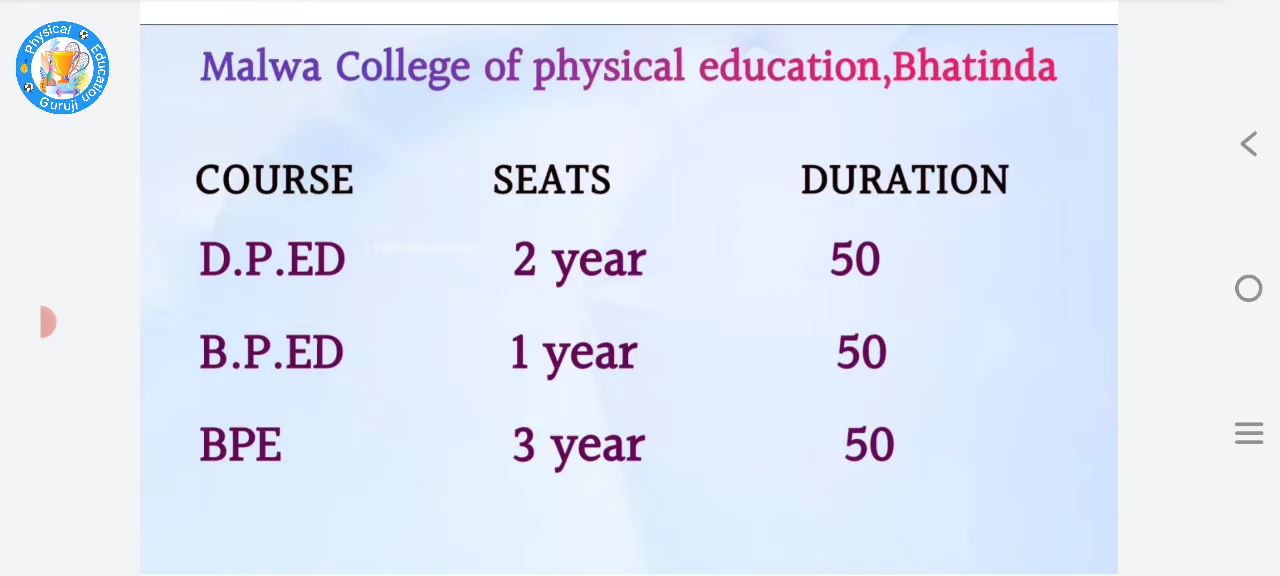 Physical Education
Guruji
Malwa College of physical education,Bhatinda
COURSE SEATS DURATION
D.P.ED 2 year 50
B.P.ED 1 year 50
BPE 3 year 50